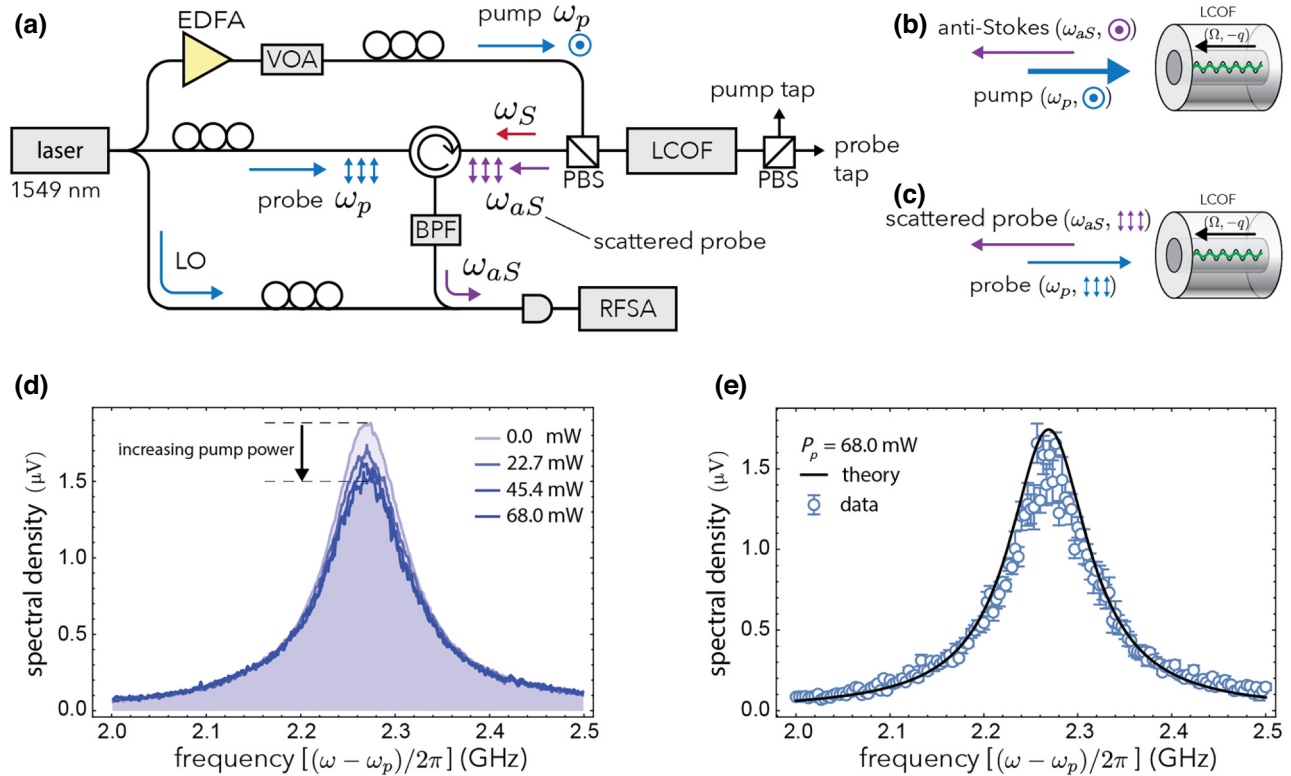 (a)
EDFA
VOA
pump ωp
laser
1549 nm
probe ωp
LO
ωS
PBS
ωaS
scattered probe
BPF
ωaS
RFSA
LCOF
pump tap
PBS
probe
tap
(b)
anti-Stokes (ωaS, ⊙)
pump (ωp, ⊙)
LCOF
(Ω, −q)
(c)
scattered probe (ωaS, ↕↕↕)
probe (ωp, ↕↕↕)
LCOF
(Ω, −q)
(d)
spectral density (μV)
1.5
1.0
0.5
0.0
increasing pump power
0.0 mW
22.7 mW
45.4 mW
68.0 mW
2.0 2.1 2.2 2.3 2.4 2.5
frequency [(ω − ωp)/2π] (GHz)
(e)
spectral density (μV)
1.5
1.0
0.5
0.0
Pp = 68.0 mW
theory
data
2.0 2.1 2.2 2.3 2.4 2.5
frequency [(ω − ωp)/2π] (GHz)